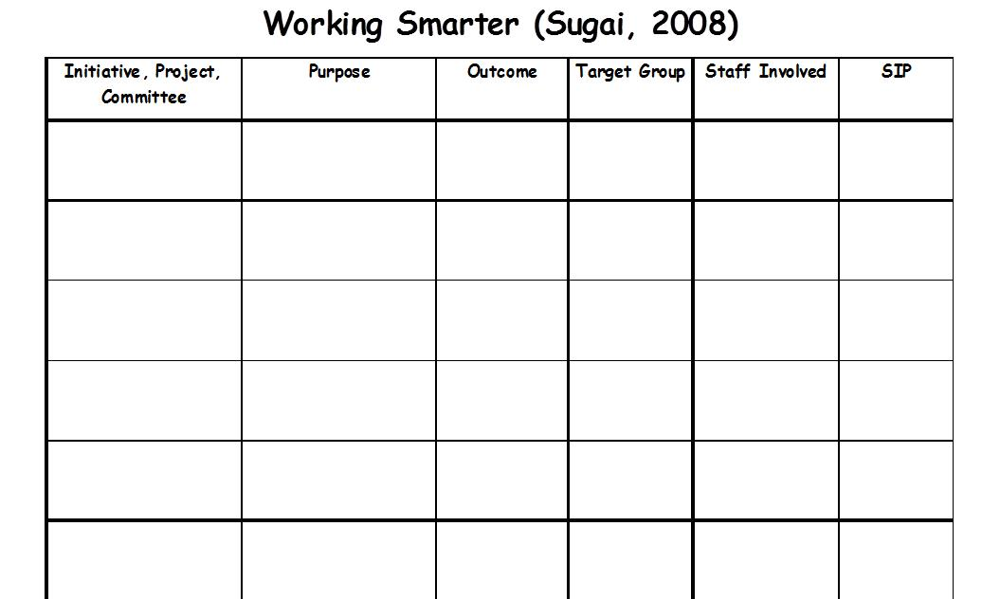 Working Smarter (Sugai, 2008)
Initiative, Project,
Committee
Purpose
Outcome
Target Group
Staff Involved
SIP